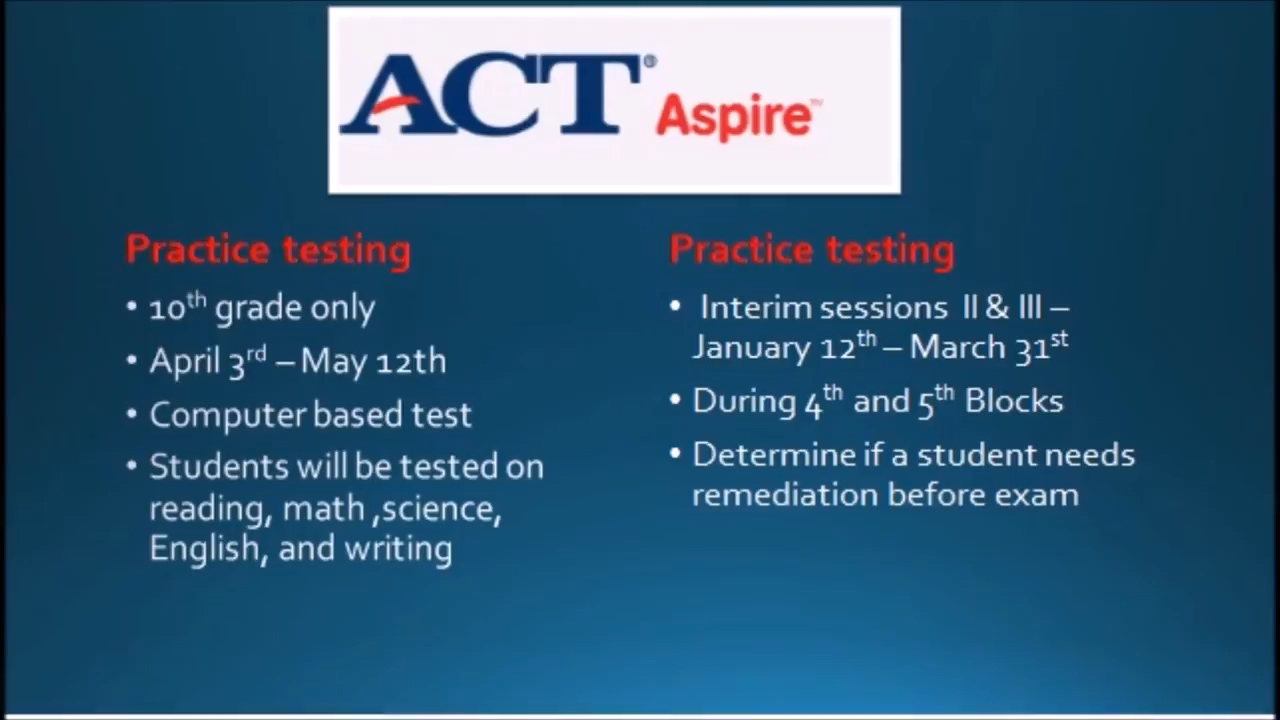 ACT® Aspire™
Practice testing
• 10th grade only
• April 3rd – May 12th
• Computer based test
• Students will be tested on
reading, math ,science,
English, and writing
Practice testing
• Interim sessions II & III –
January 12th – March 31st
• During 4th and 5th Blocks
• Determine if a student needs
remediation before exam